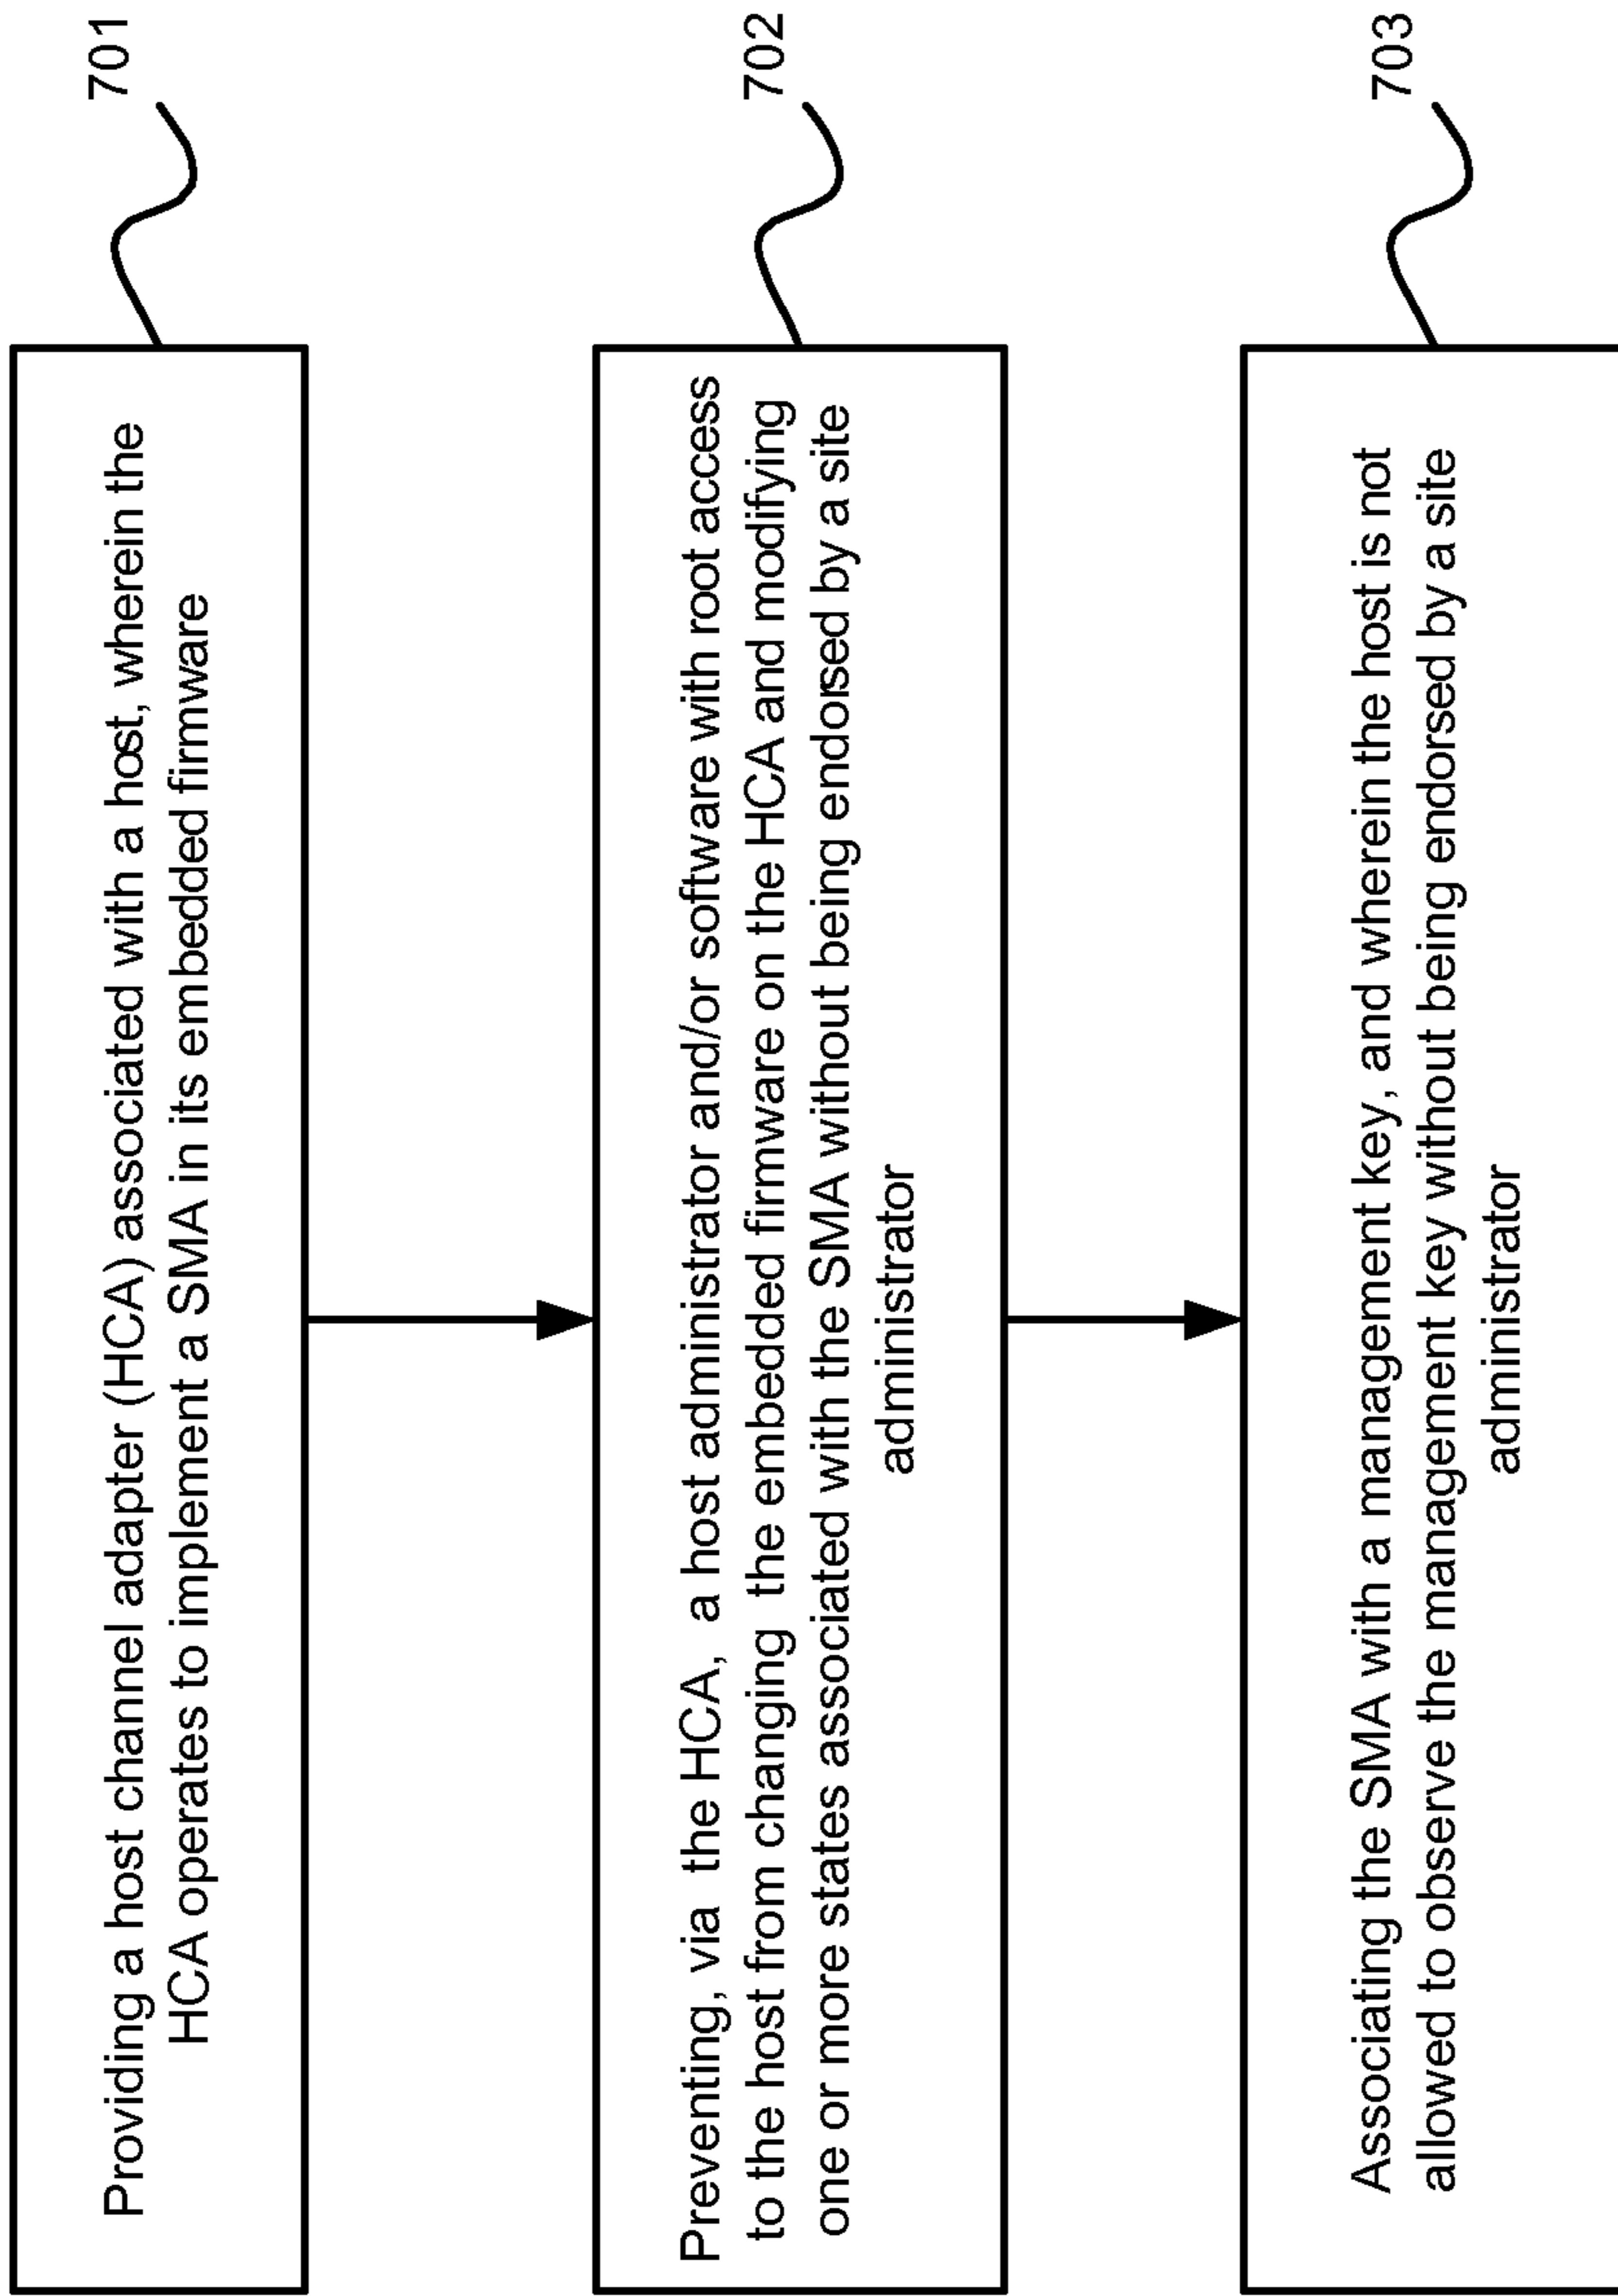 701
Providing a host channel adapter (HCA) associated with a host, wherein the
HCA operates to implement a SMA in its embedded firmware
702
Preventing, via the HCA, a host administrator and/or software with root access
to the host from changing the embedded firmware on the HCA and modifying
one or more states associated with the SMA without being endorsed by a site
administrator
703
Associating the SMA with a management key, and wherein the host is not
allowed to observe the management key without being endorsed by a site
administrator